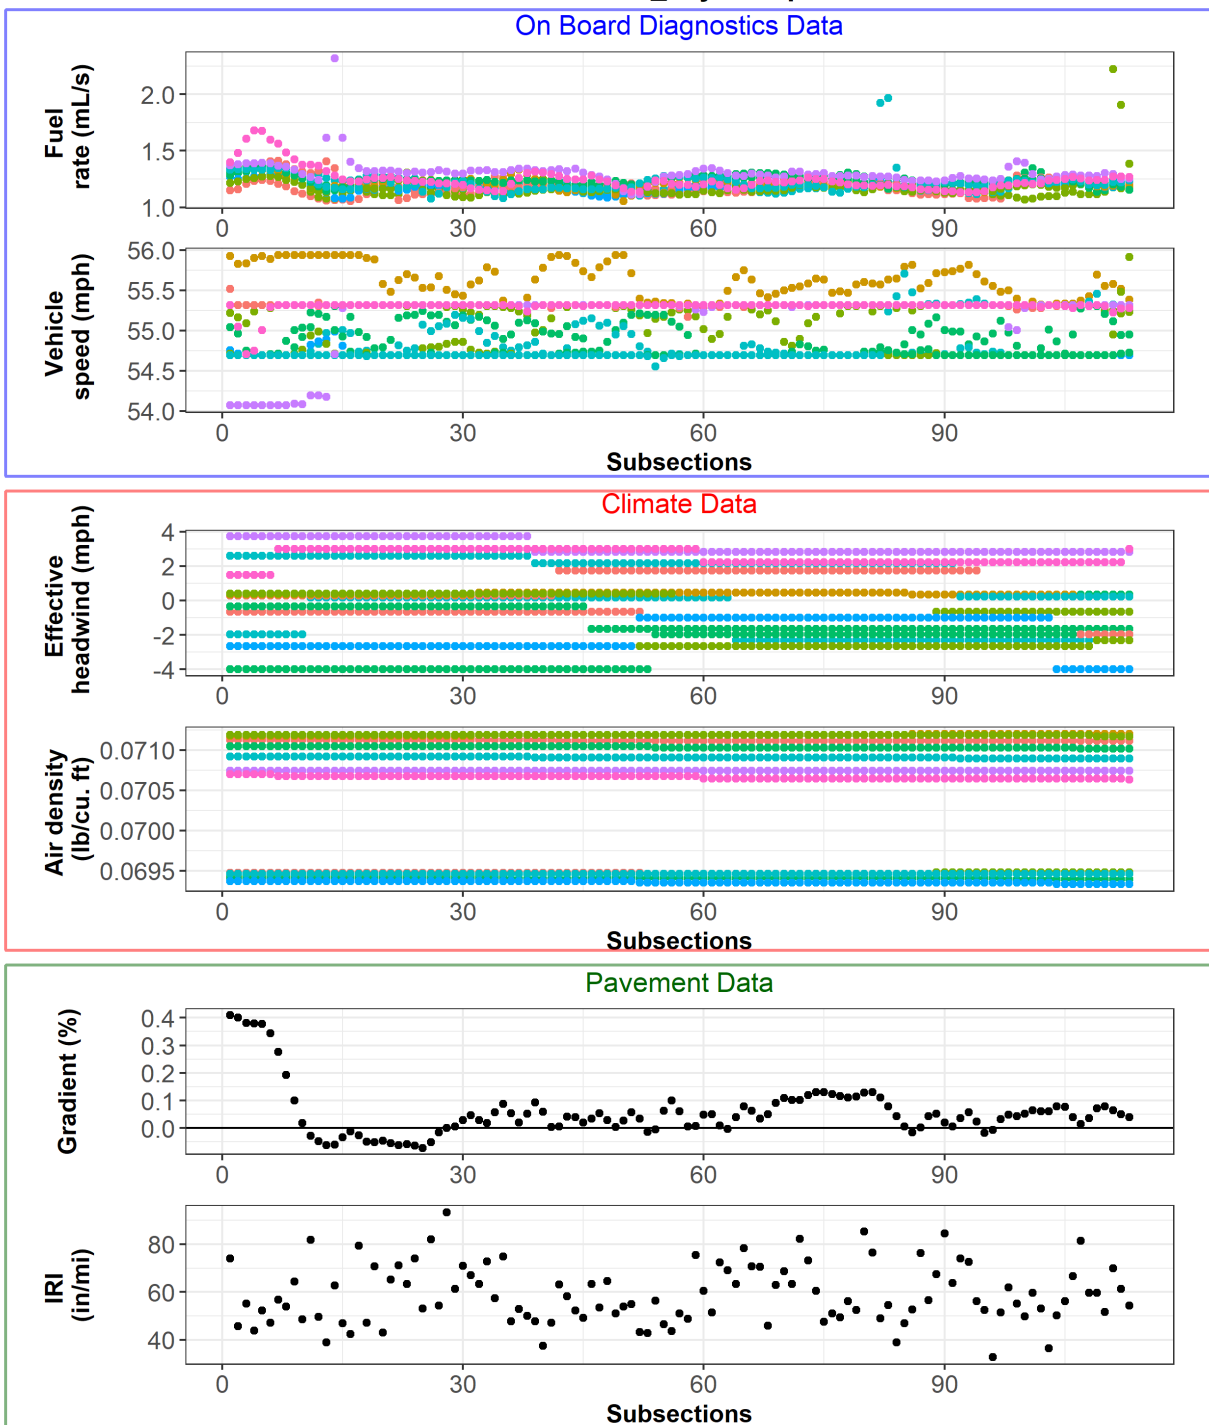 On Board Diagnostics Data
Fuel
rate (mL/s)
2.0
1.5
1.0
0 30 60 90
Vehicle
speed (mph)
56.0
55.5
55.0
54.5
54.0
0 30 60 90
Subsections
Climate Data
Effective
headwind (mph)
4
2
0
-2
-4
0 30 60 90
Air density
(lb/cu. ft)
0.0710
0.0705
0.0700
0.0695
0 30 60 90
Subsections
Pavement Data
Gradient (%)
0.4
0.3
0.2
0.1
0.0
0 30 60 90
IRI
(in/mi)
80
60
40
0 30 60 90
Subsections